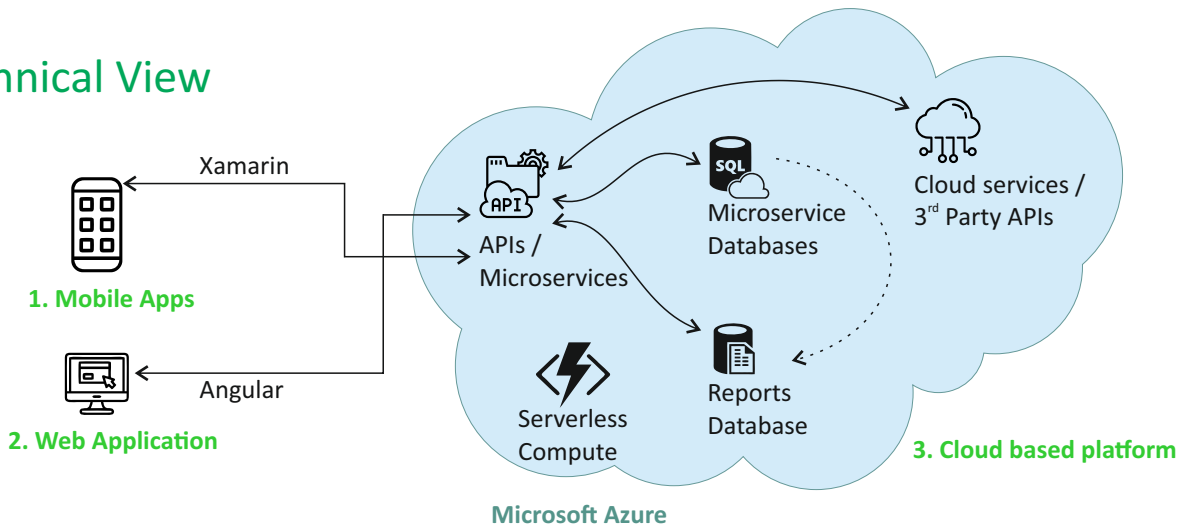 hnical View
Xamarin
1. Mobile Apps
Angular
2. Web Application
API
APIs /
Microservices
SQL
Microservice
Databases
Cloud services /
3rd Party APIs
Serverless
Compute
Reports
Database
3. Cloud based platform
Microsoft Azure